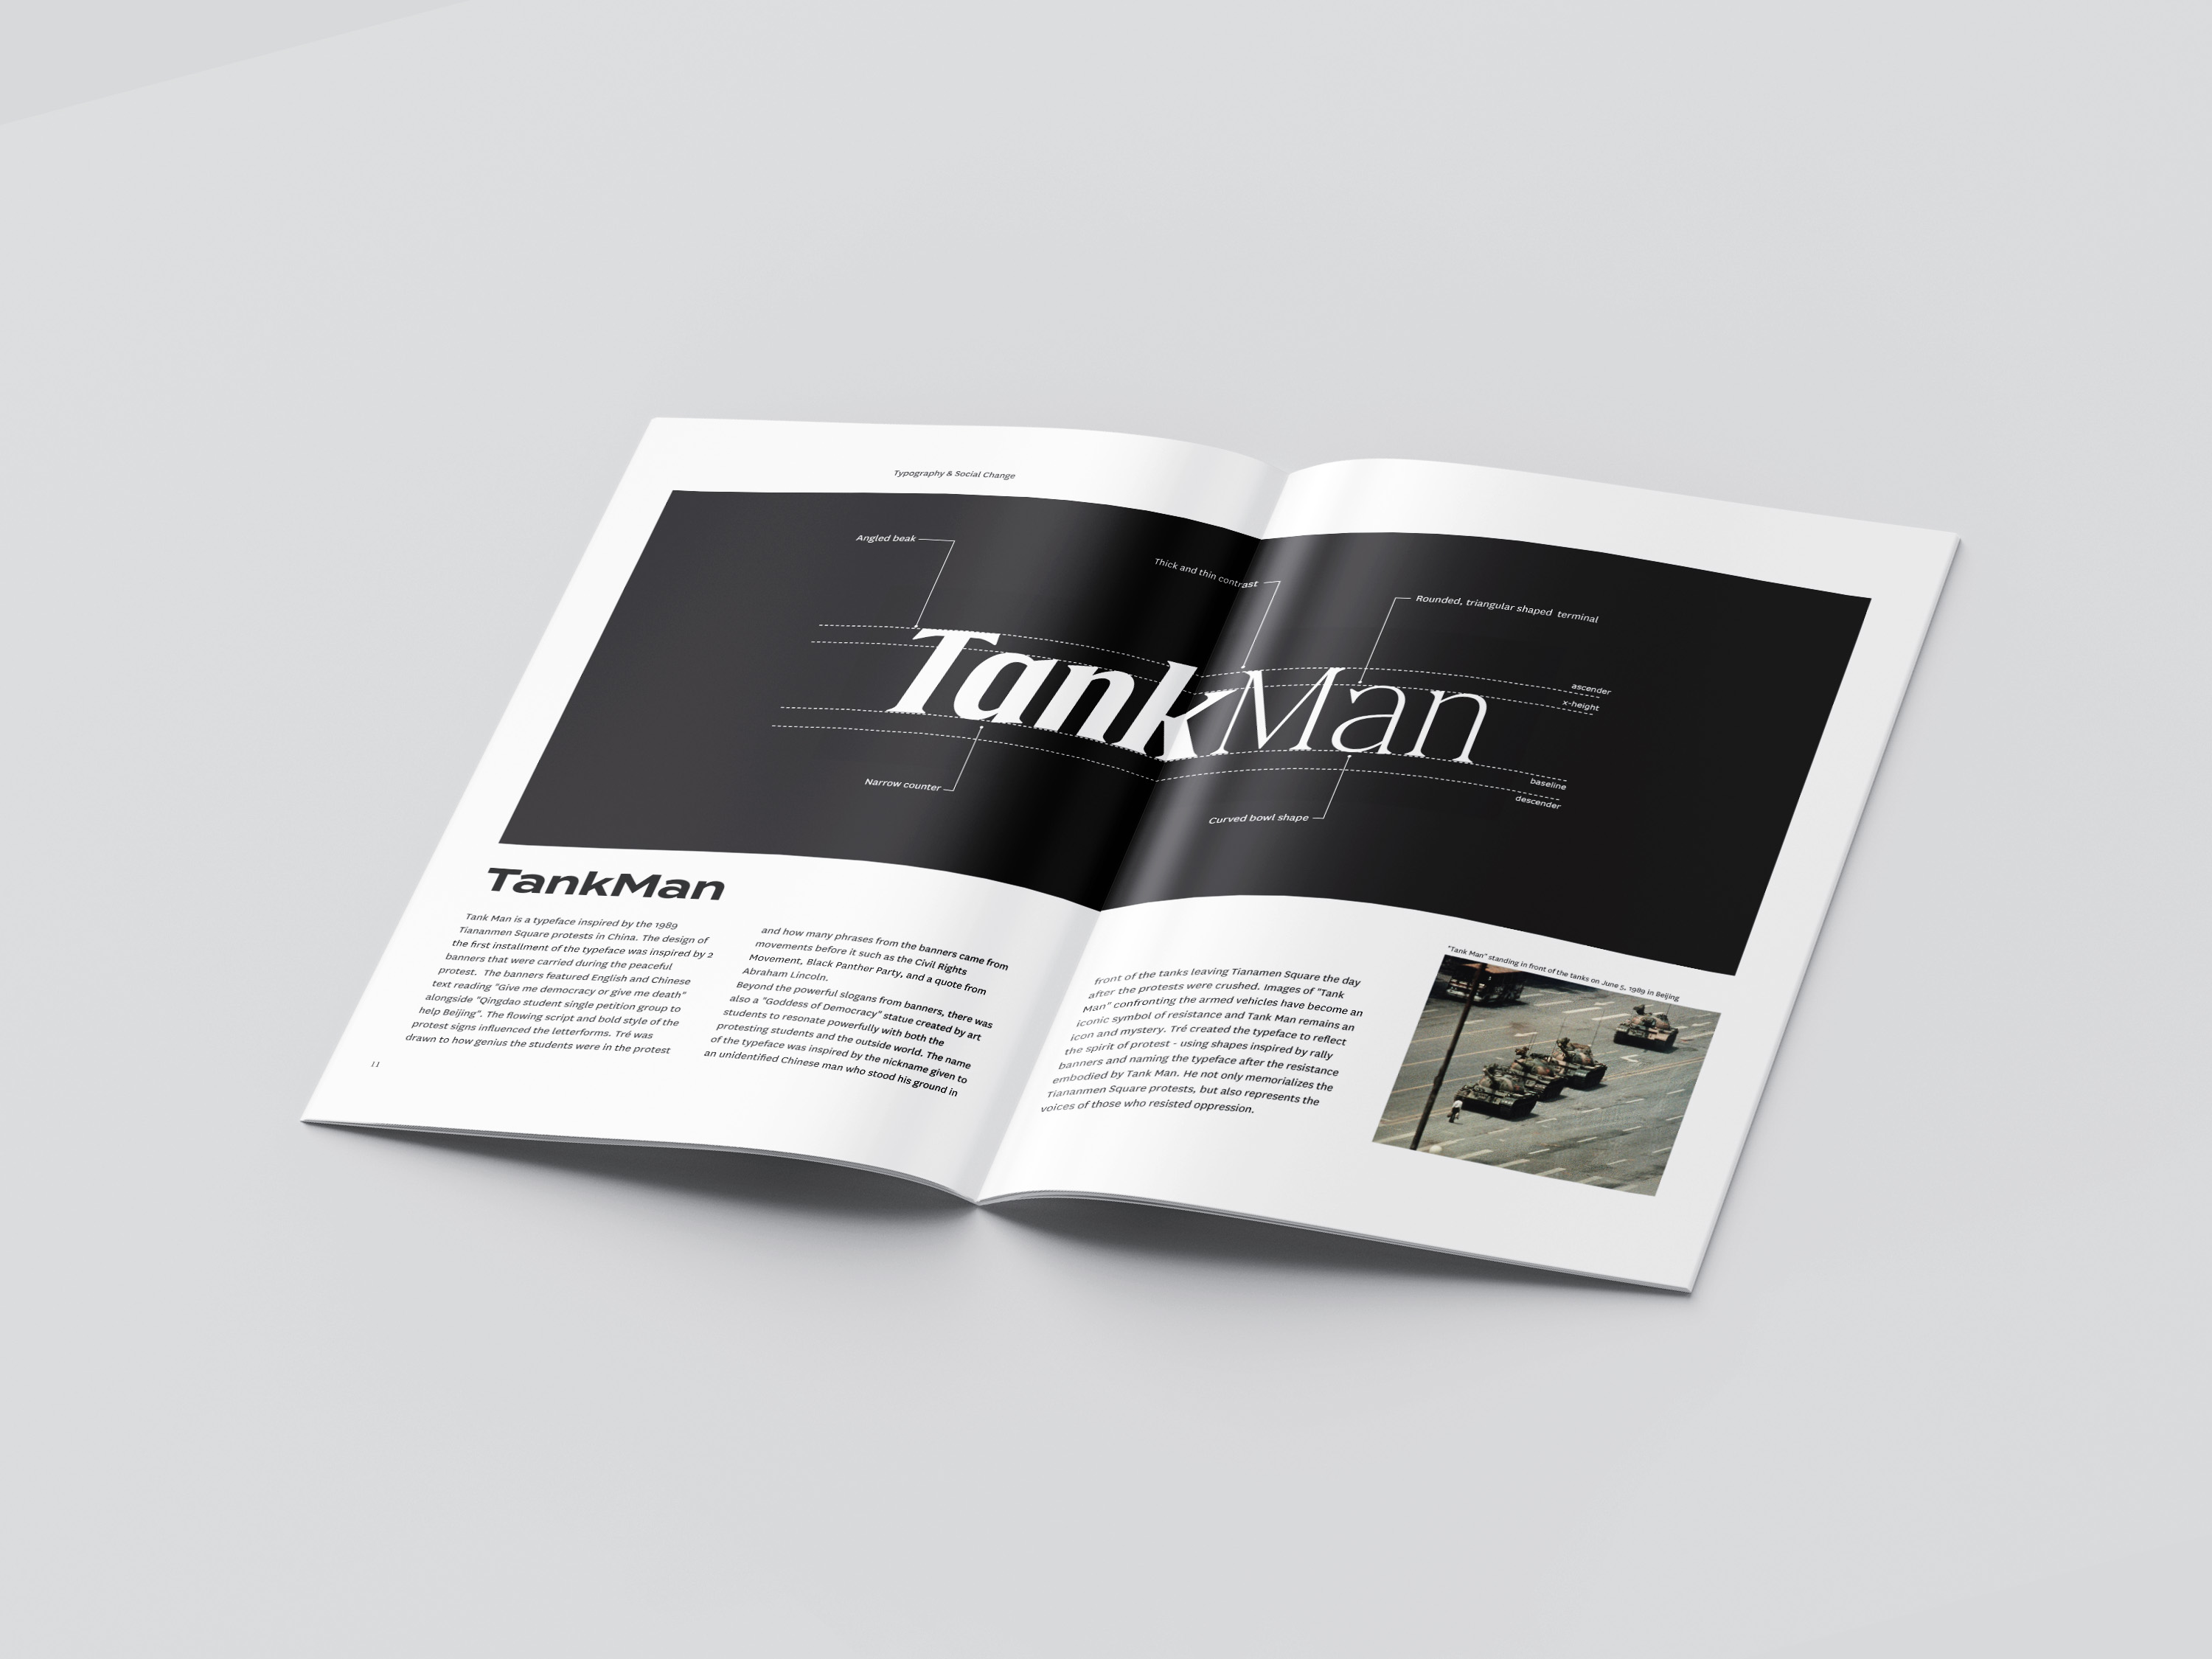 Typography & Social Change
Angled beak
Thick and thin contrast
Rounded, triangular shaped terminal
TankMan
ascender
x-height
baseline
descender
Narrow counter
Curved bowl shape
TankMan
Tank Man is a typeface inspired by the 1989
Tiananmen Square protests in China. The design of
the first installment of the typeface was inspired by 2
banners that were carried during the peaceful
protest. The banners featured English and Chinese
text reading "Give me democracy or give me death"
alongside "Qingdao student single petition group to
help Beijing". The flowing script and bold style of the
protest signs influenced the letterforms. Tré was
drawn to how genius the students were in the protest
and how many phrases from the banners came from
movements before it such as the Civil Rights
Movement, Black Panther Party, and a quote from
Abraham Lincoln.
Beyond the powerful slogans from banners, there was
also a "Goddess of Democracy" statue created by art
students to resonate powerfully with both the
protesting students and the outside world. The name
of the typeface was inspired by the nickname given to
an unidentified Chinese man who stood his ground in
11
front of the tanks leaving Tianamen Square the day
after the protests were crushed. Images of "Tank
Man" confronting the armed vehicles have become an
iconic symbol of resistance and Tank Man remains an
icon and mystery. Tré created the typeface to reflect
the spirit of protest - using shapes inspired by rally
banners and naming the typeface after the resistance
embodied by Tank Man. He not only memorializes the
Tiananmen Square protests, but also represents the
voices of those who resisted oppression.
"Tank Man" standing in front of the tanks on June 5, 1989 in Beijing